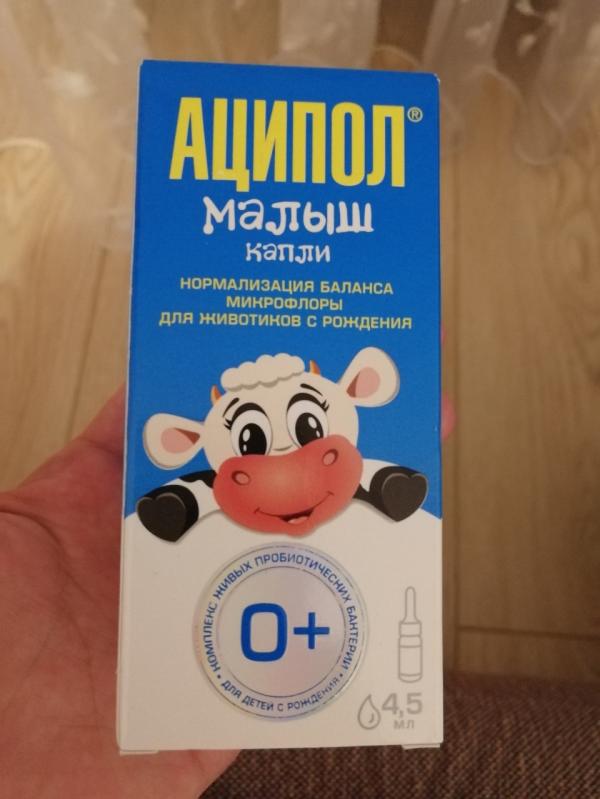 АЦИПОЛ®
малыш
капли
НОРМАЛИЗАЦИЯ БАЛАНСА
МИКРОФЛОРЫ
ДЛЯ ЖИВОТИКОВ С РОЖДЕНИЯ
КОМПЛЕКС ЖИВЫХ ПРОБИОТИЧЕСКИХ БАКТЕРИЙ
0+
• ДЛЯ ДЕТЕЙ С РОЖДЕНИЯ •
4,5
МЛ